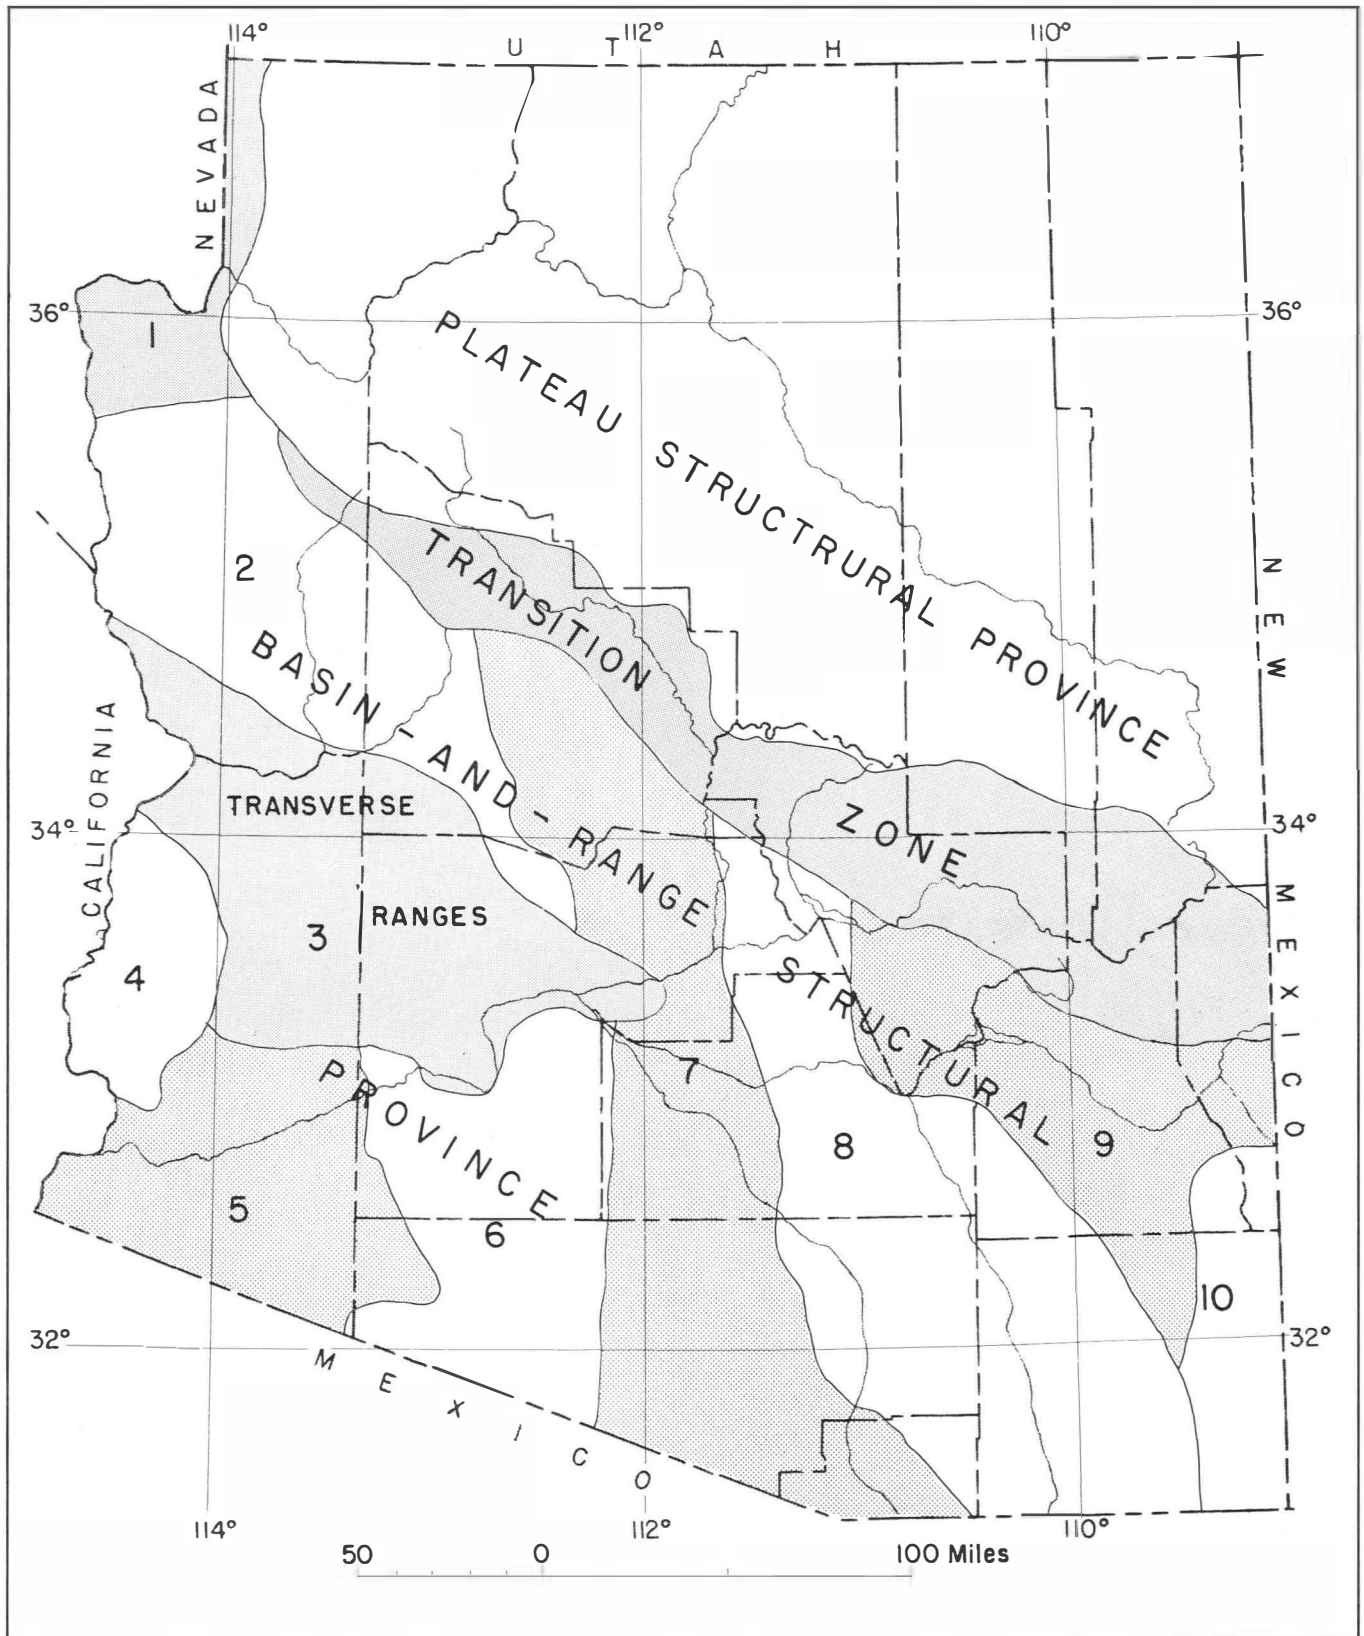 114° 112° 110°
U T A H
NEVADA
36° 36°
1
PLATEAU STRUCTRURAL PROVINCE
TRANSITION ZONE
2
BASIN-AND-RANGE STRUCTURAL PROVINCE
NEW MEXICO
CALIFORNIA
TRANSVERSE
RANGES
34° 34°
3
4
7
8
9
5
6
10
32° 32°
M E X I C O
114° 112° 110°
50 0 100 Miles